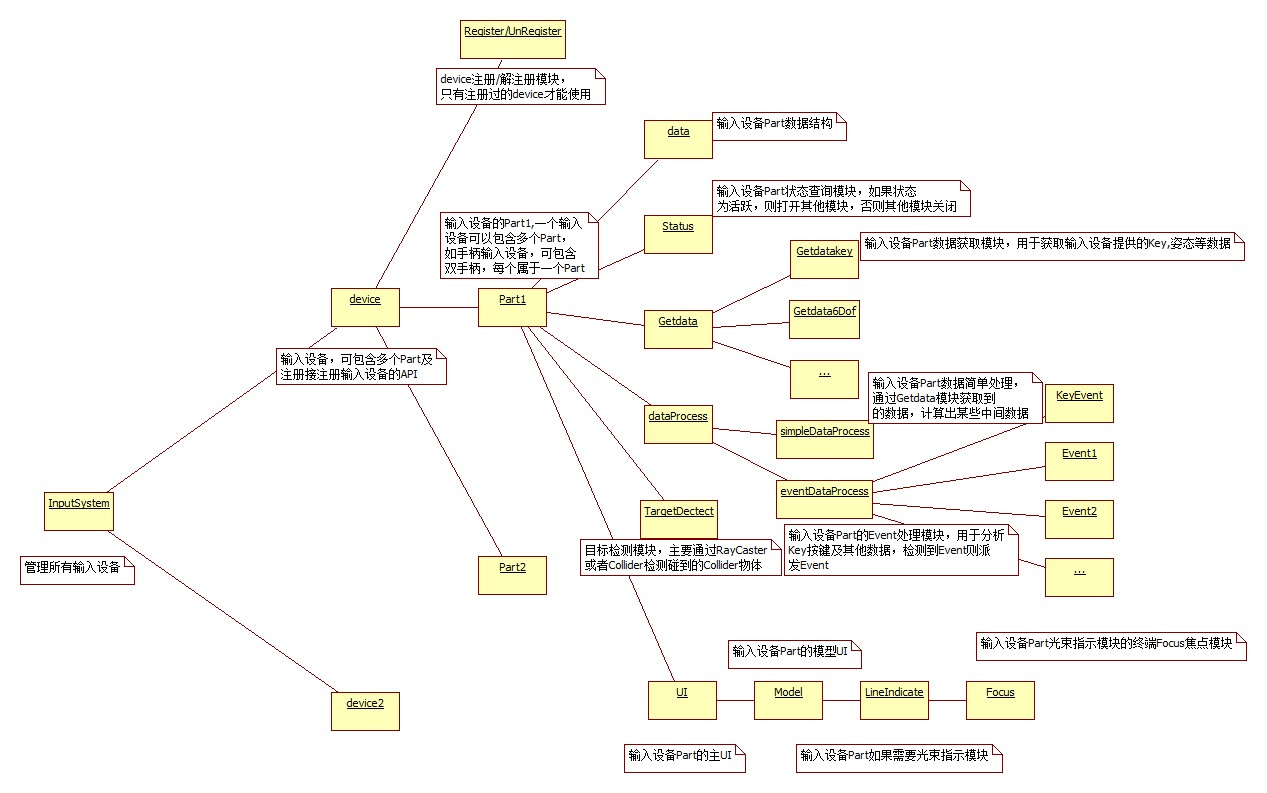 Register/UnRegister
device注册/解注册模块，
只有注册过的device才能使用
data
输入设备Part数据结构
输入设备Part状态查询模块，如果状态
为活跃，则打开其他模块，否则其他模块关闭
Status
输入设备的Part1,一个输入
设备可以包含多个Part，
如手柄输入设备，可包含
双手柄，每个属于一个Part
Getdatakey
输入设备Part数据获取模块，用于获取输入设备提供的Key,姿态等数据
device
Part1
Getdata
Getdata6Dof
...
输入设备，可包含多个Part及
注册接注册输入设备的API
输入设备Part数据简单处理，
通过Getdata模块获取到
的数据，计算出某些中间数据
KeyEvent
dataProcess
simpleDataProcess
Event1
eventDataProcess
InputSystem
TargetDectect
Event2
输入设备Part的Event处理模块，用于分析
Key按键及其他数据，检测到Event则派
发Event
目标检测模块，主要通过RayCaster
或者Collider检测碰到的Collider物体
管理所有输入设备
Part2
...
输入设备Part的模型UI
输入设备Part光束指示模块的终端Focus焦点模块
UI
Model
LineIndicate
Focus
device2
输入设备Part的主UI
输入设备Part如果需要光束指示模块